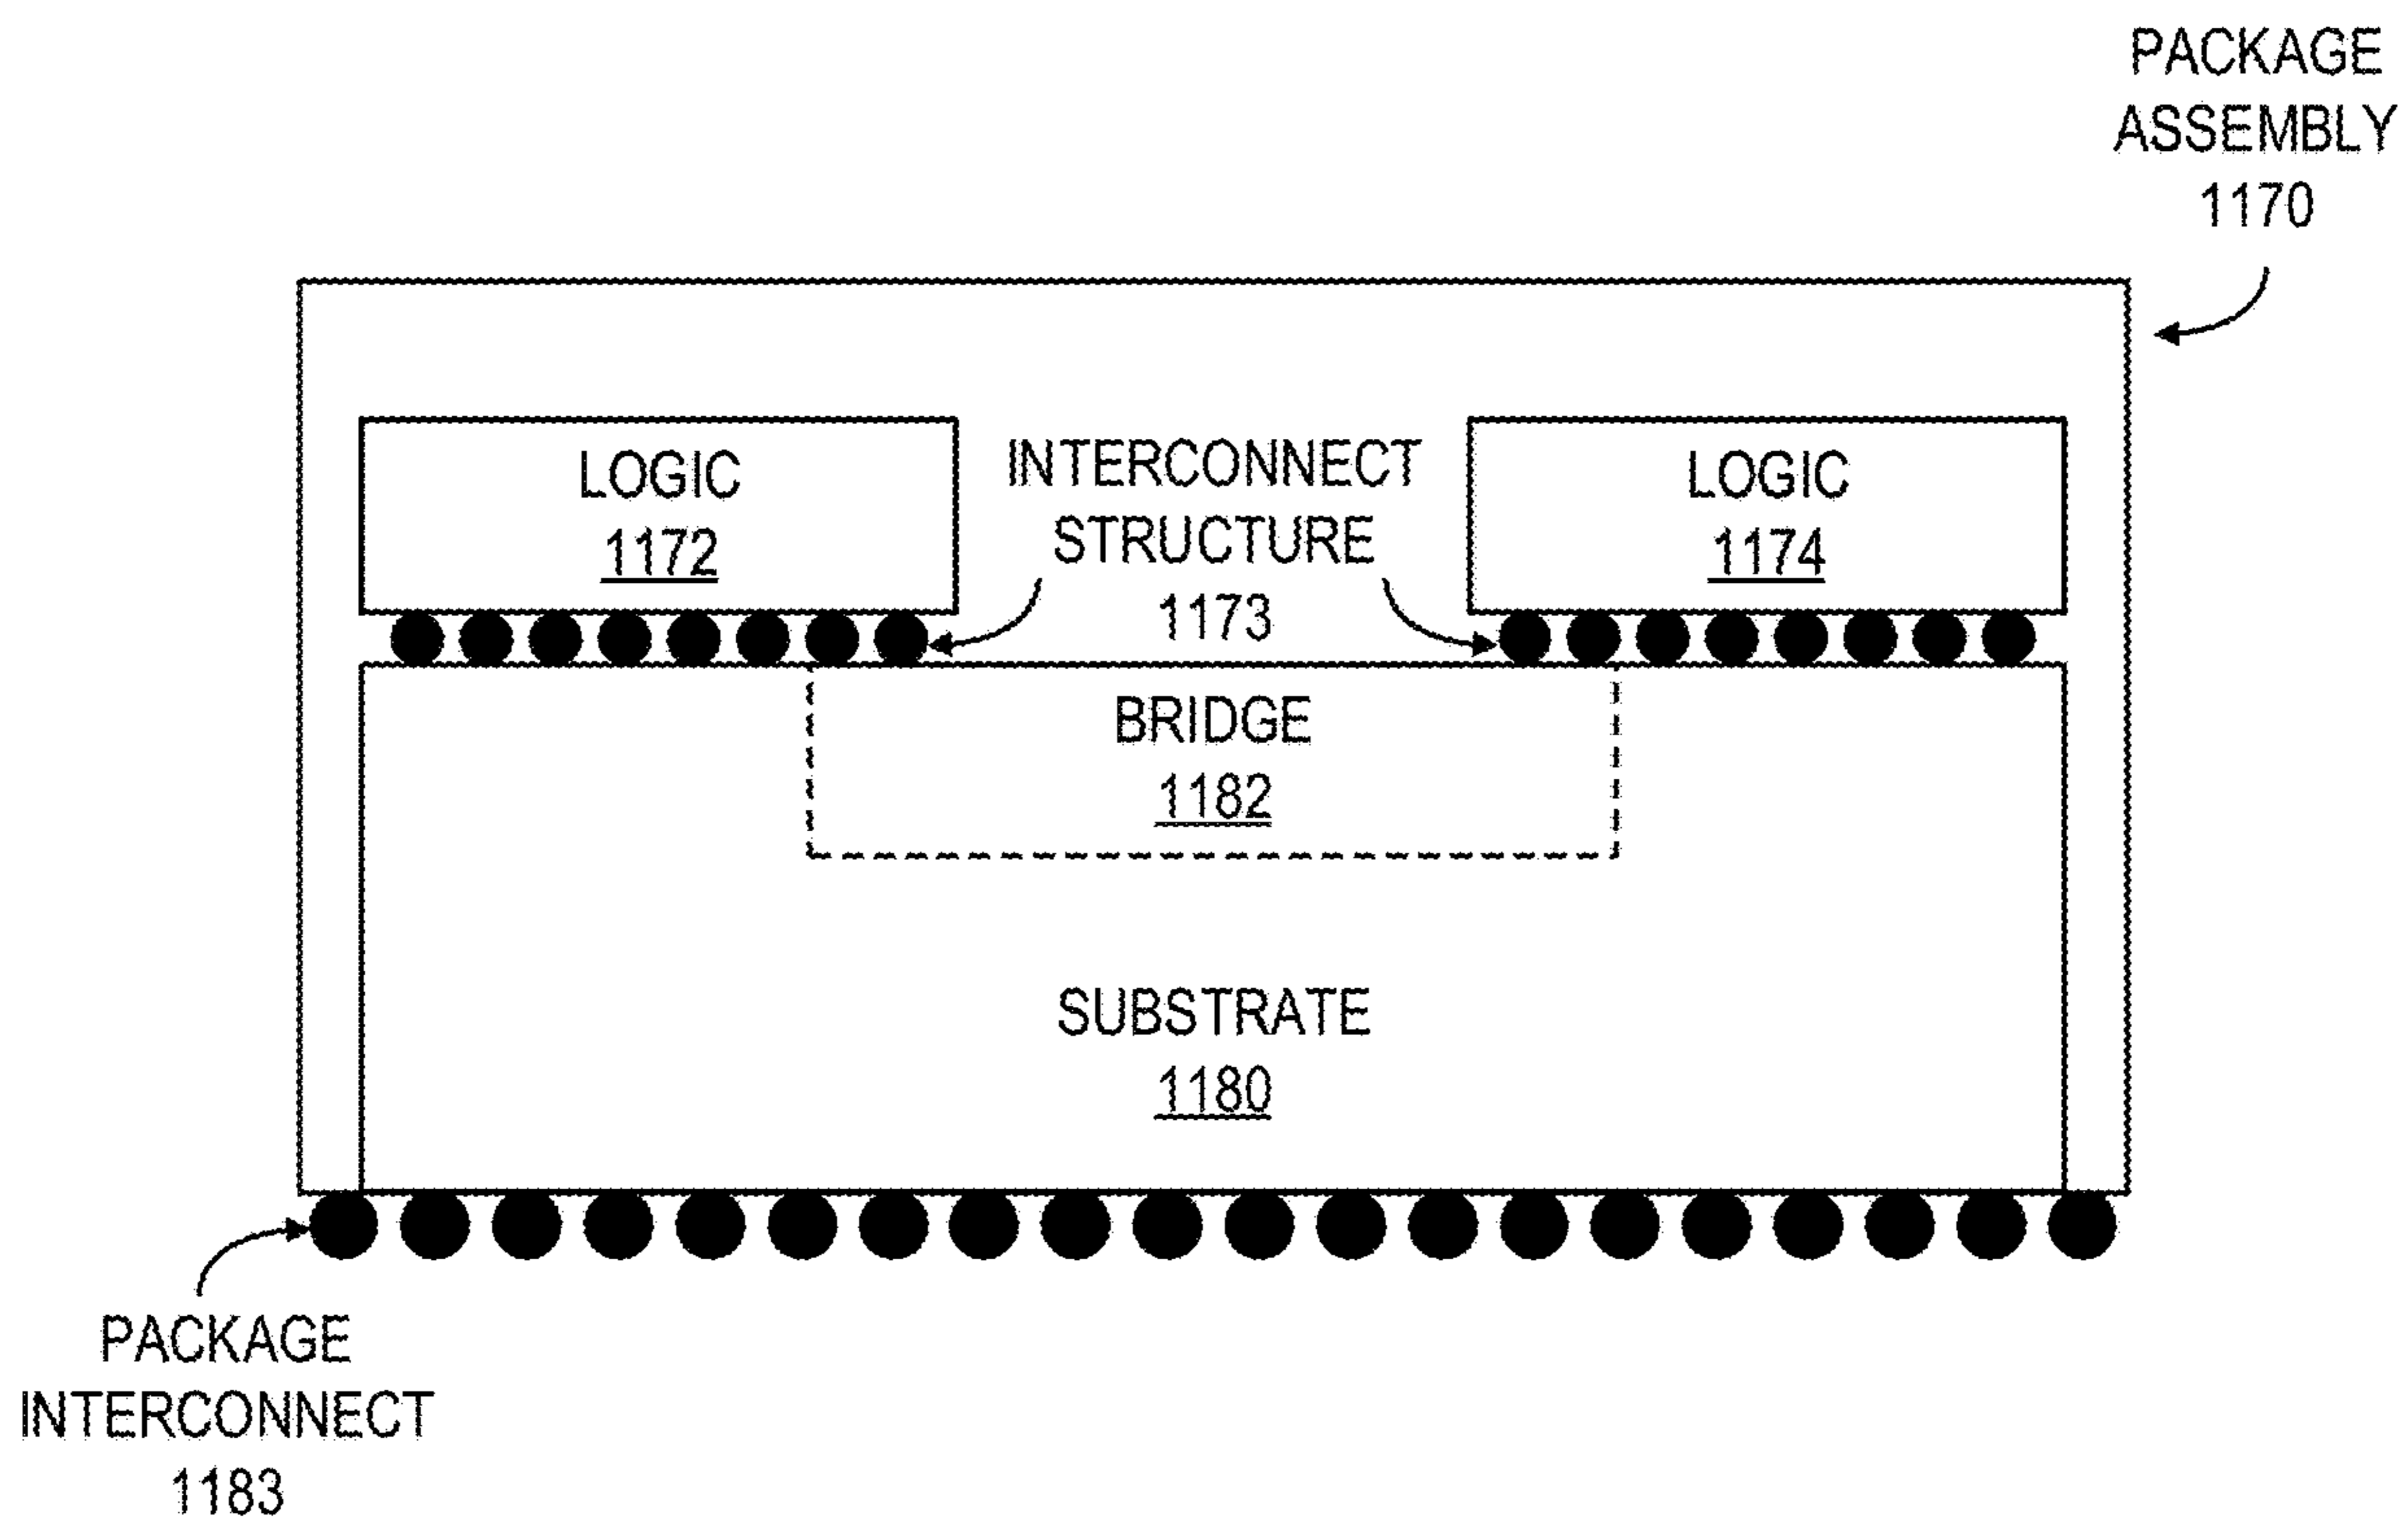 PACKAGE
ASSEMBLY
1170
LOGIC
1172
INTERCONNECT
STRUCTURE
1173
LOGIC
1174
BRIDGE
1182
SUBSTRATE
1180
PACKAGE
INTERCONNECT
1183